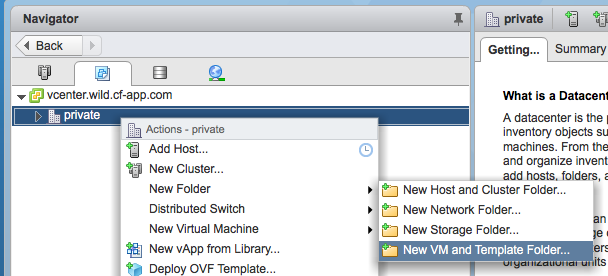 Navigator
Back
vcenter.wild.cf-app.com
private
Actions - private
Add Host...
New Cluster...
New Folder
Distributed Switch
New Virtual Machine
New vApp from Library...
Deploy OVF Template...
New Host and Cluster Folder...
New Network Folder...
New Storage Folder...
New VM and Template Folder...
private
Getting...
Summary
What is a Datacent
A datacenter is the p
inventory objects su
machines. From the
and organize invent
add hosts, folders, a
organizational units